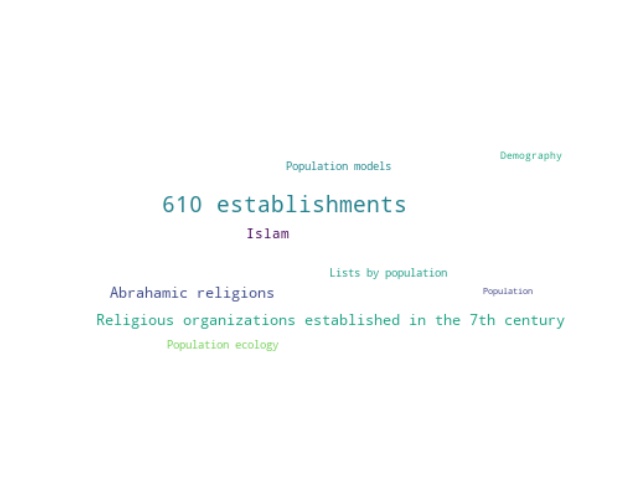 Demography
Population models
610 establishments
Islam
Lists by population
Population
Abrahamic religions
Religious organizations established in the 7th century
Population ecology